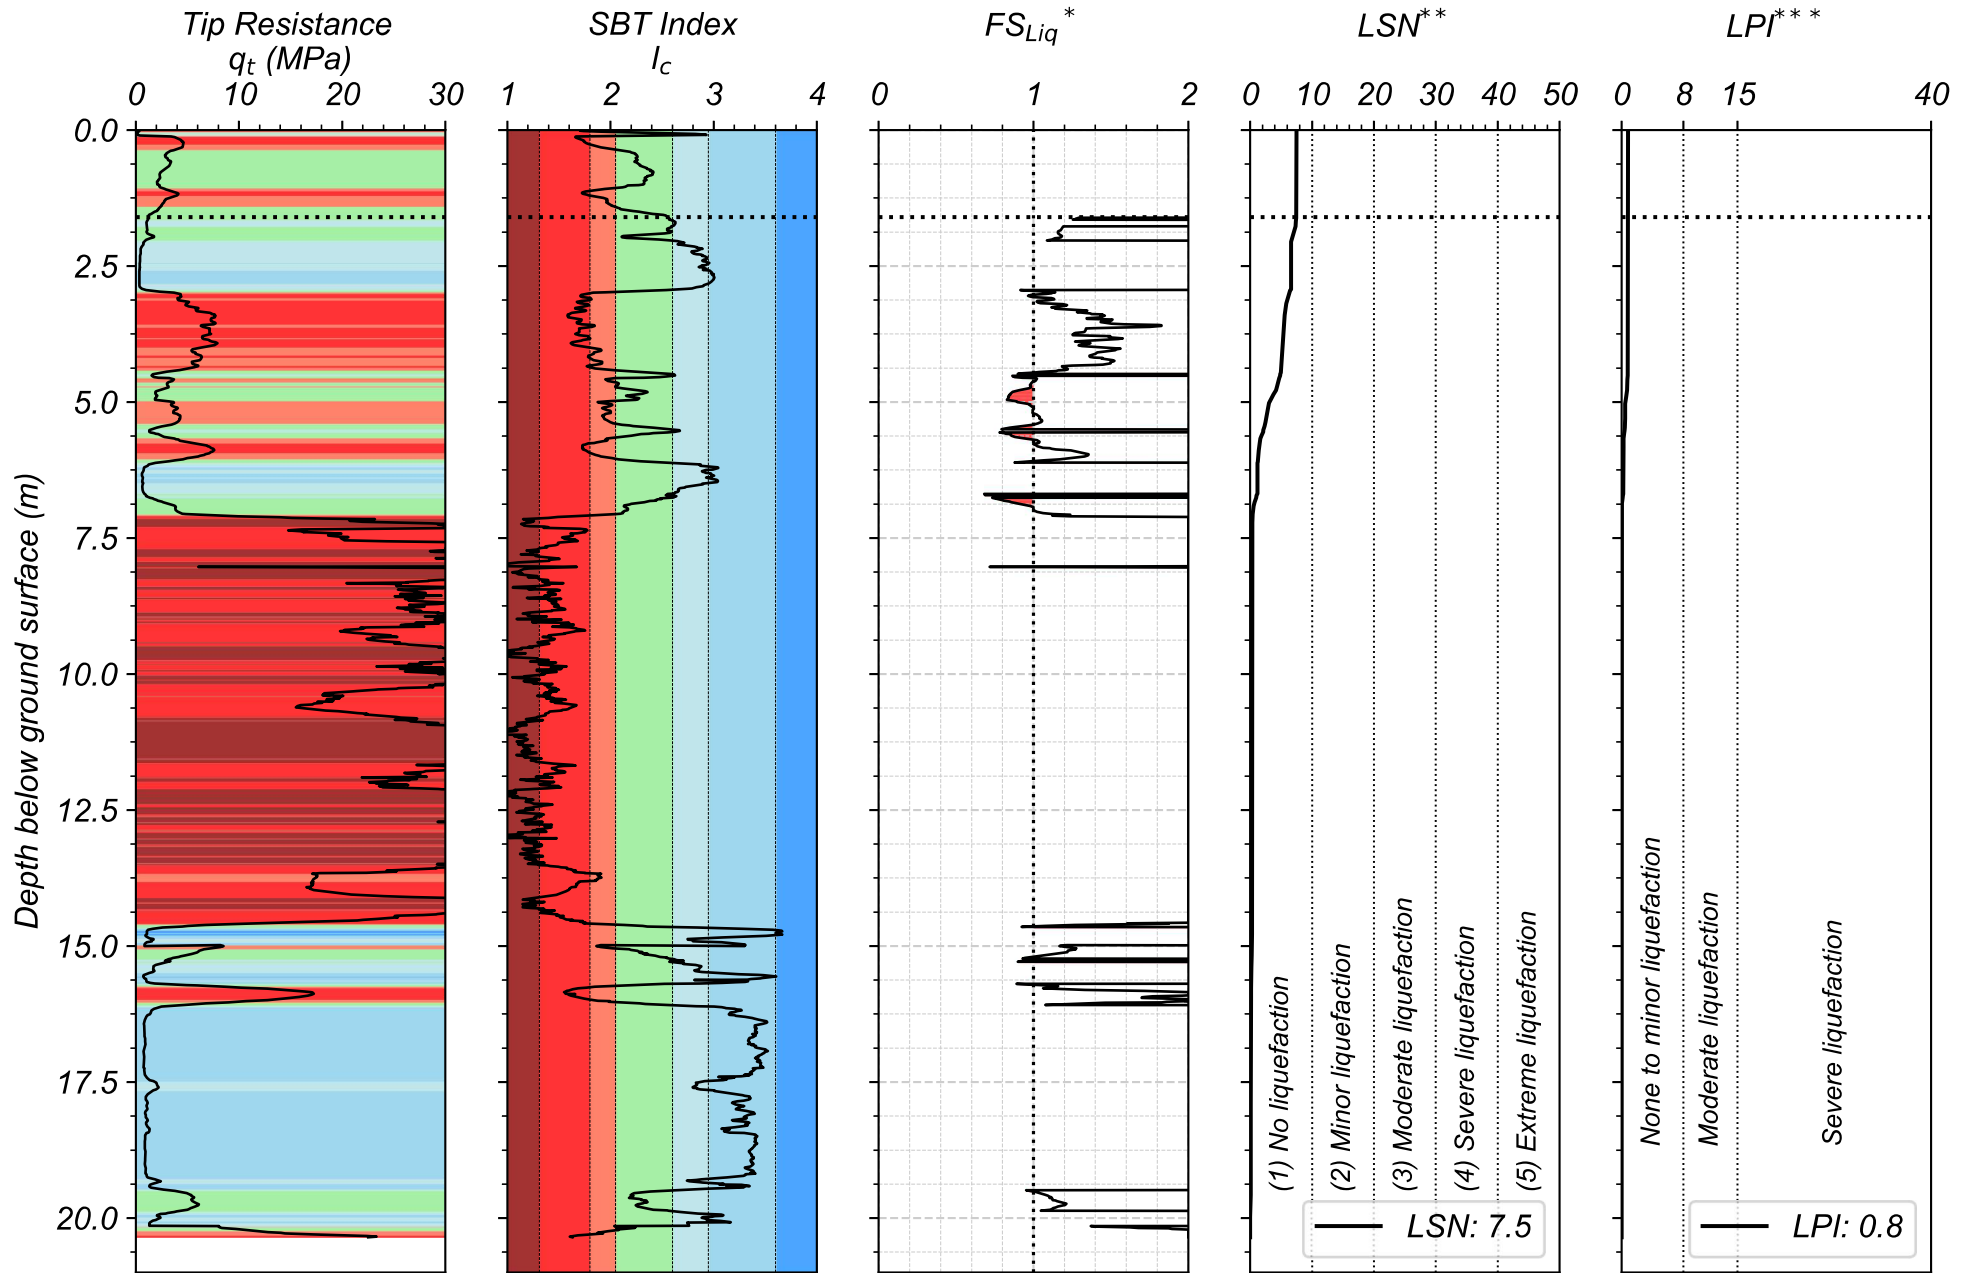 Tip Resistance
qt (MPa)
SBT Index
Ic
FSLiq*
LSN**
LPI***
0 10 20 30
1 2 3 4
0 1 2
0 10 20 30 40 50
0 8 15 40
Depth below ground surface (m)
0.0
2.5
5.0
7.5
10.0
12.5
15.0
17.5
20.0
(1) No liquefaction
(2) Minor liquefaction
(3) Moderate liquefaction
(4) Severe liquefaction
(5) Extreme liquefaction
None to minor liquefaction
Moderate liquefaction
Severe liquefaction
LSN: 7.5
LPI: 0.8